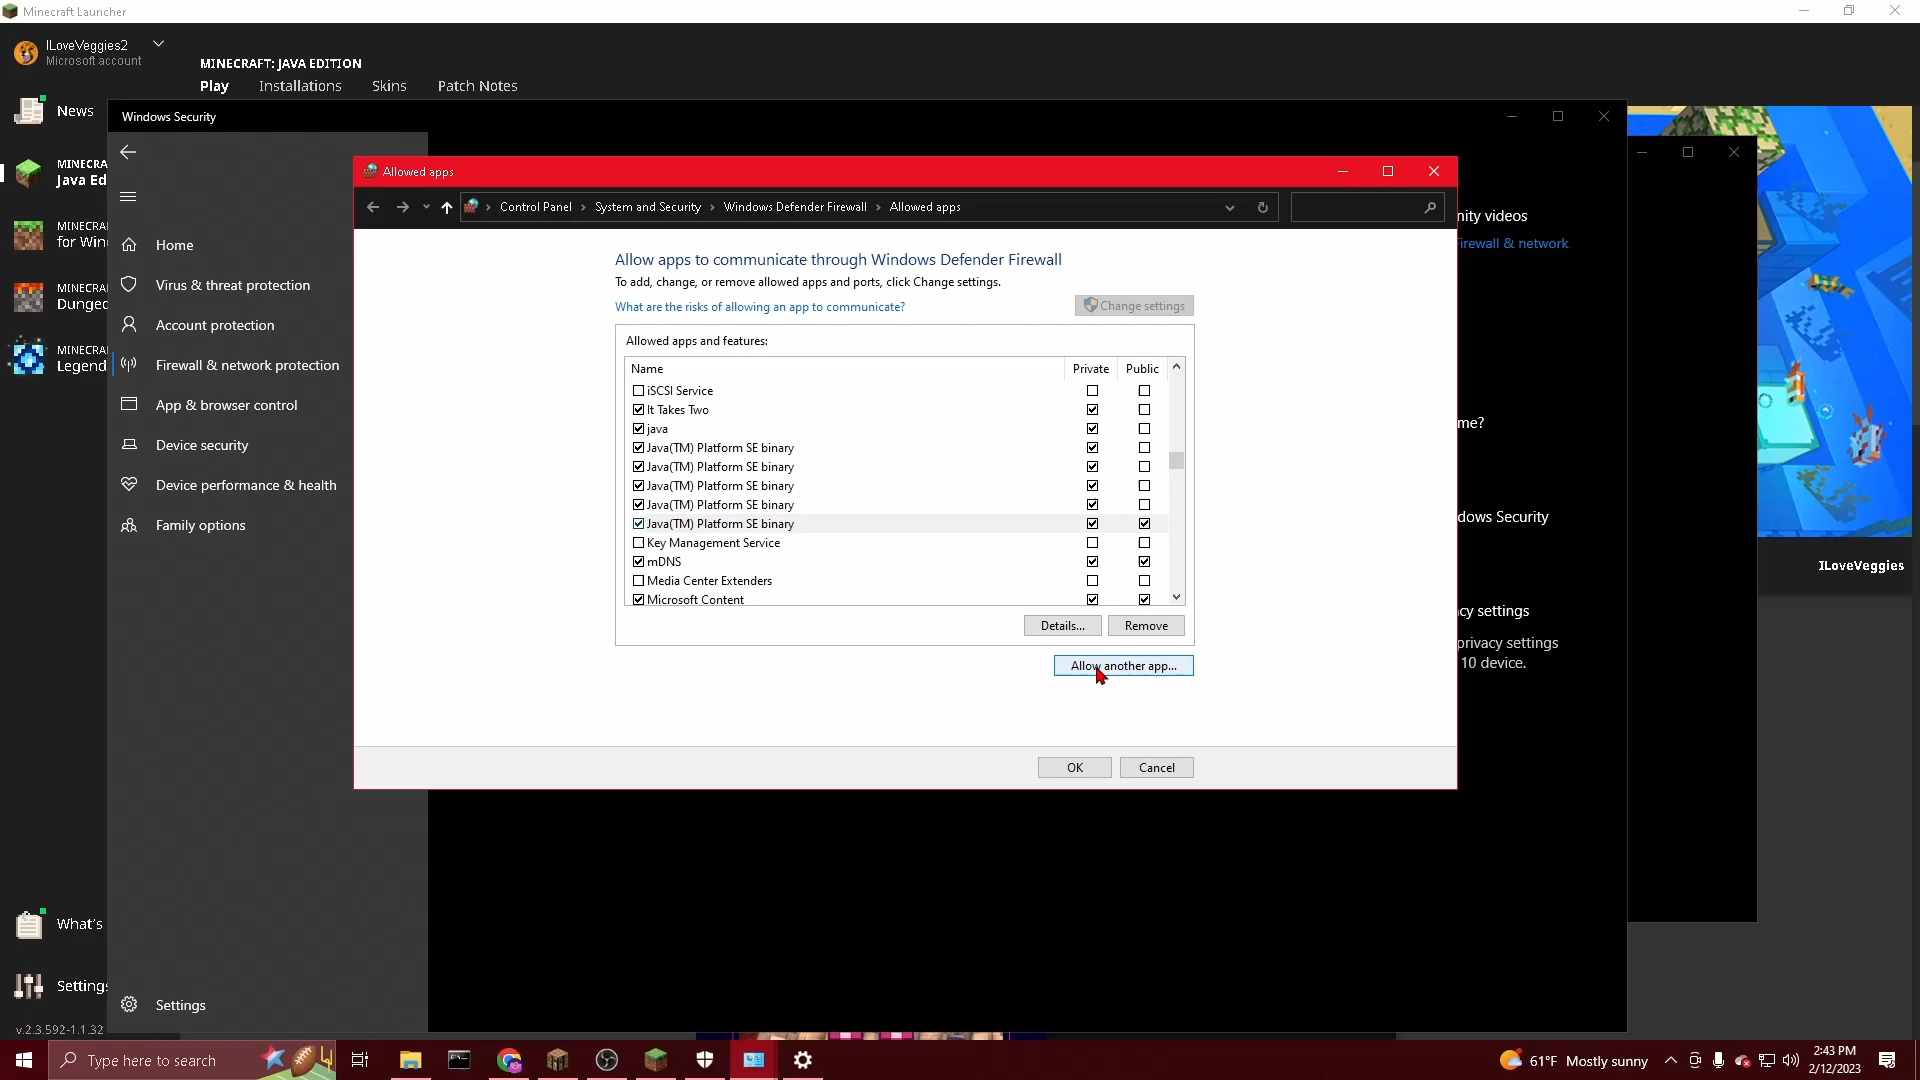 Minecraft Launcher
ILoveVeggies2
Microsoft account
MINECRAFT: JAVA EDITION
Play Installations Skins Patch Notes
News
MINECRA
Java Ed
MINECRA
for Win
MINECRA
Dunged
MINECRA
Legend
What's
Settings
v.2.3.592-1.1.32
Windows Security
Home
Virus & threat protection
Account protection
Firewall & network protection
App & browser control
Device security
Device performance & health
Family options
Settings
Allowed apps
Control Panel System and Security Windows Defender Firewall Allowed apps
Allow apps to communicate through Windows Defender Firewall
To add, change, or remove allowed apps and ports, click Change settings.
What are the risks of allowing an app to communicate?
Change settings
Allowed apps and features:
Name Private Public
iSCSI Service
It Takes Two
java
Java(TM) Platform SE binary
Java(TM) Platform SE binary
Java(TM) Platform SE binary
Java(TM) Platform SE binary
Java(TM) Platform SE binary
Key Management Service
mDNS
Media Center Extenders
Microsoft Content
Details... Remove
Allow another app...
OK Cancel
nity videos
Firewall & network
me?
dows Security
cy settings
privacy settings
10 device.
ILoveVeggies
Type here to search
61°F Mostly sunny
2:43 PM
2/12/2023